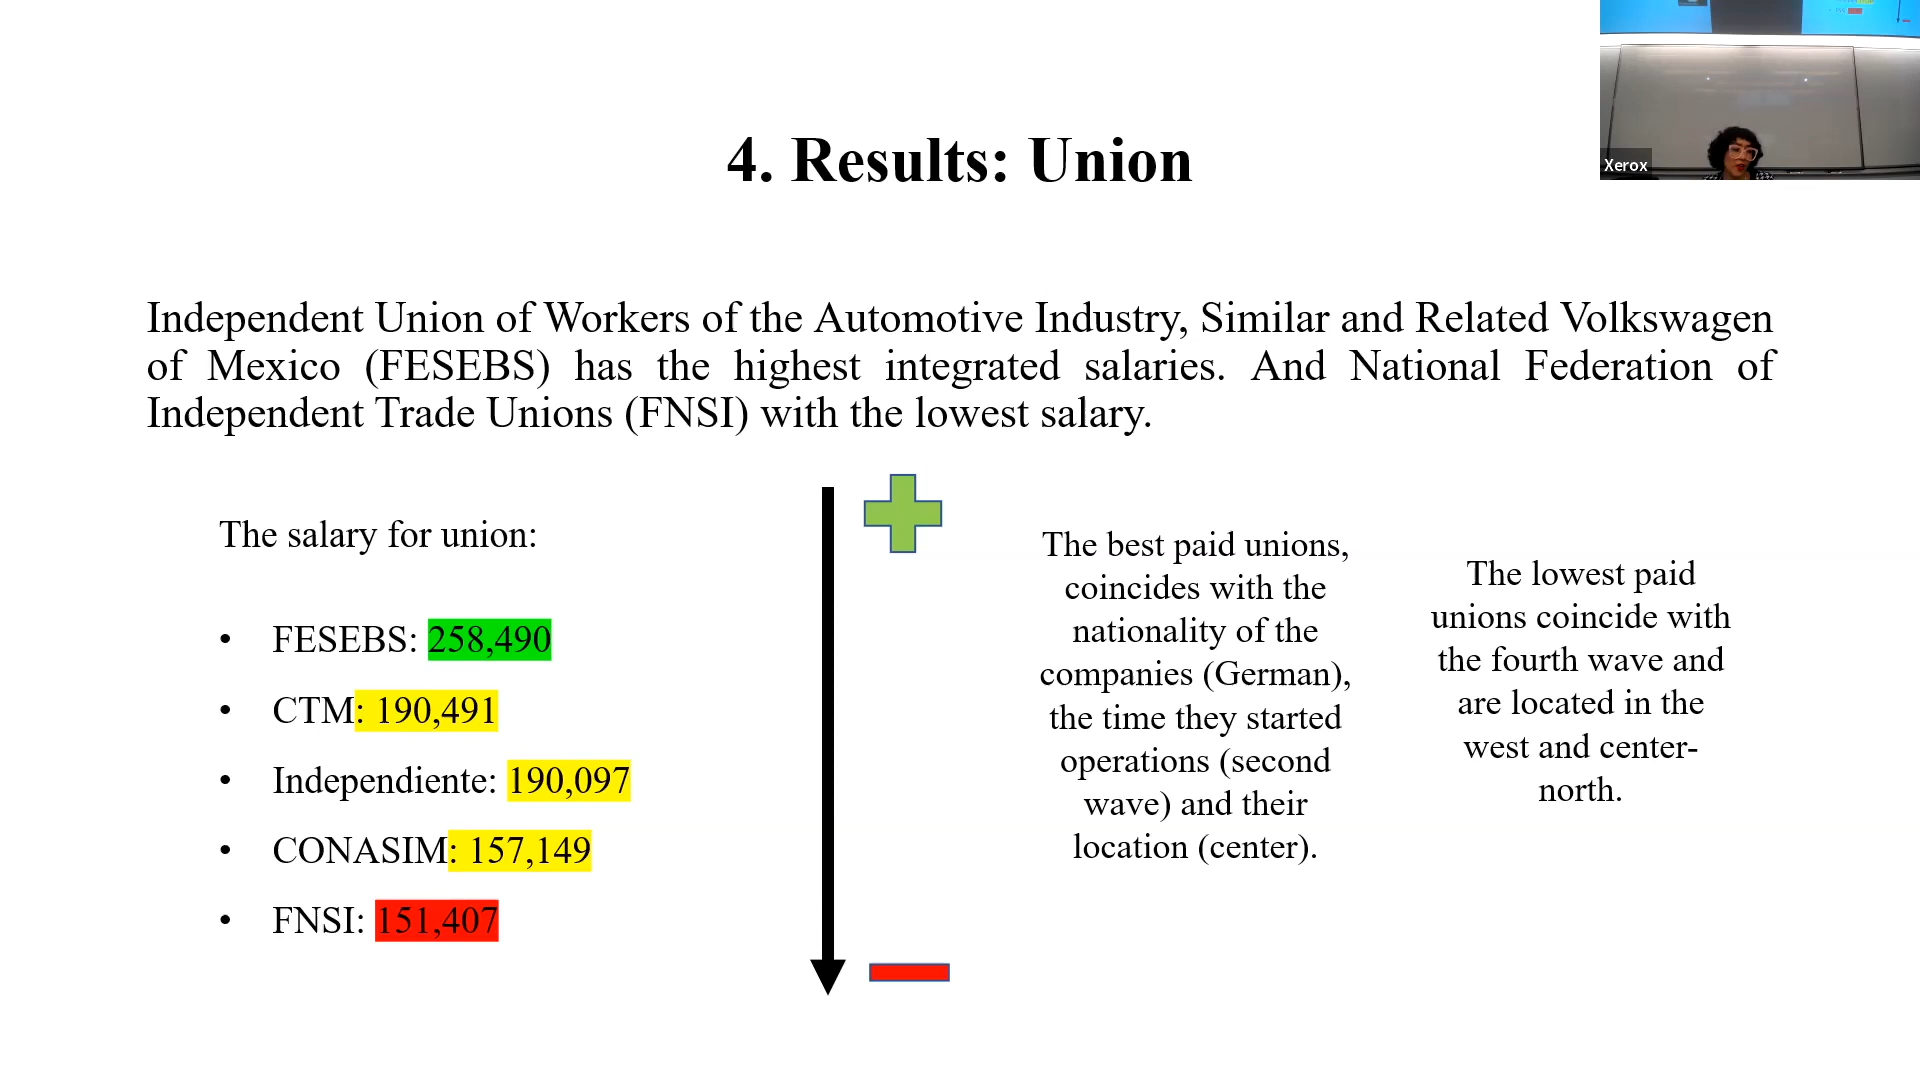 4. Results: Union
Xerox
Independent Union of Workers of the Automotive Industry, Similar and Related Volkswagen
of Mexico (FESEBS) has the highest integrated salaries. And National Federation of
Independent Trade Unions (FNSI) with the lowest salary.
The salary for union:
• FESEBS: 258,490
• CTM: 190,491
• Independiente: 190,097
• CONASIM: 157,149
• FNSI: 151,407
The best paid unions,
coincides with the
nationality of the
companies (German),
the time they started
operations (second
wave) and their
location (center).
The lowest paid
unions coincide with
the fourth wave and
are located in the
west and center-
north.